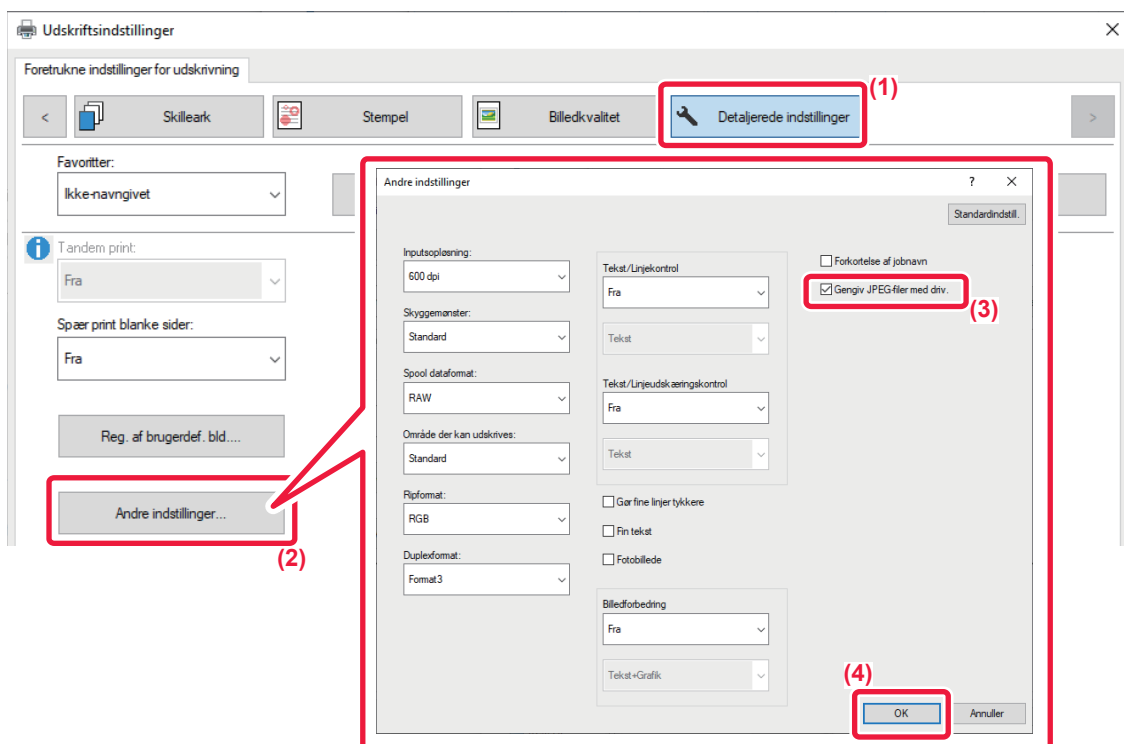 Udskriftsindstillinger
Foretrukne indstillinger for udskrivning
(1)
<
Skilleark
Stempel
Billedkvalitet
Detaljerede indstillinger
>
Favoritter:
Ikke-navngivet
Tandem print:
Fra
Spær print blanke sider:
Fra
Reg. af brugerdef. bld....
Andre indstillinger...
(2)
Andre indstillinger
?
Standardindstill.
Inputsopløsning:
600 dpi
Skyggemønster:
Standard
Spool dataformat:
RAW
Område der kan udskrives:
Standard
Ripformat:
RGB
Duplexformat:
Format3
Tekst/Linjekontrol
Fra
Tekst
Tekst/Linjeudskæringskontrol
Fra
Tekst
Gør fine linjer tykkere
Fin tekst
Fotobillede
Billedforbedring
Fra
Tekst+Grafik
Forkortelse af jobnavn
Gengiv JPEG-filer med driv.
(3)
(4)
OK
Annuller